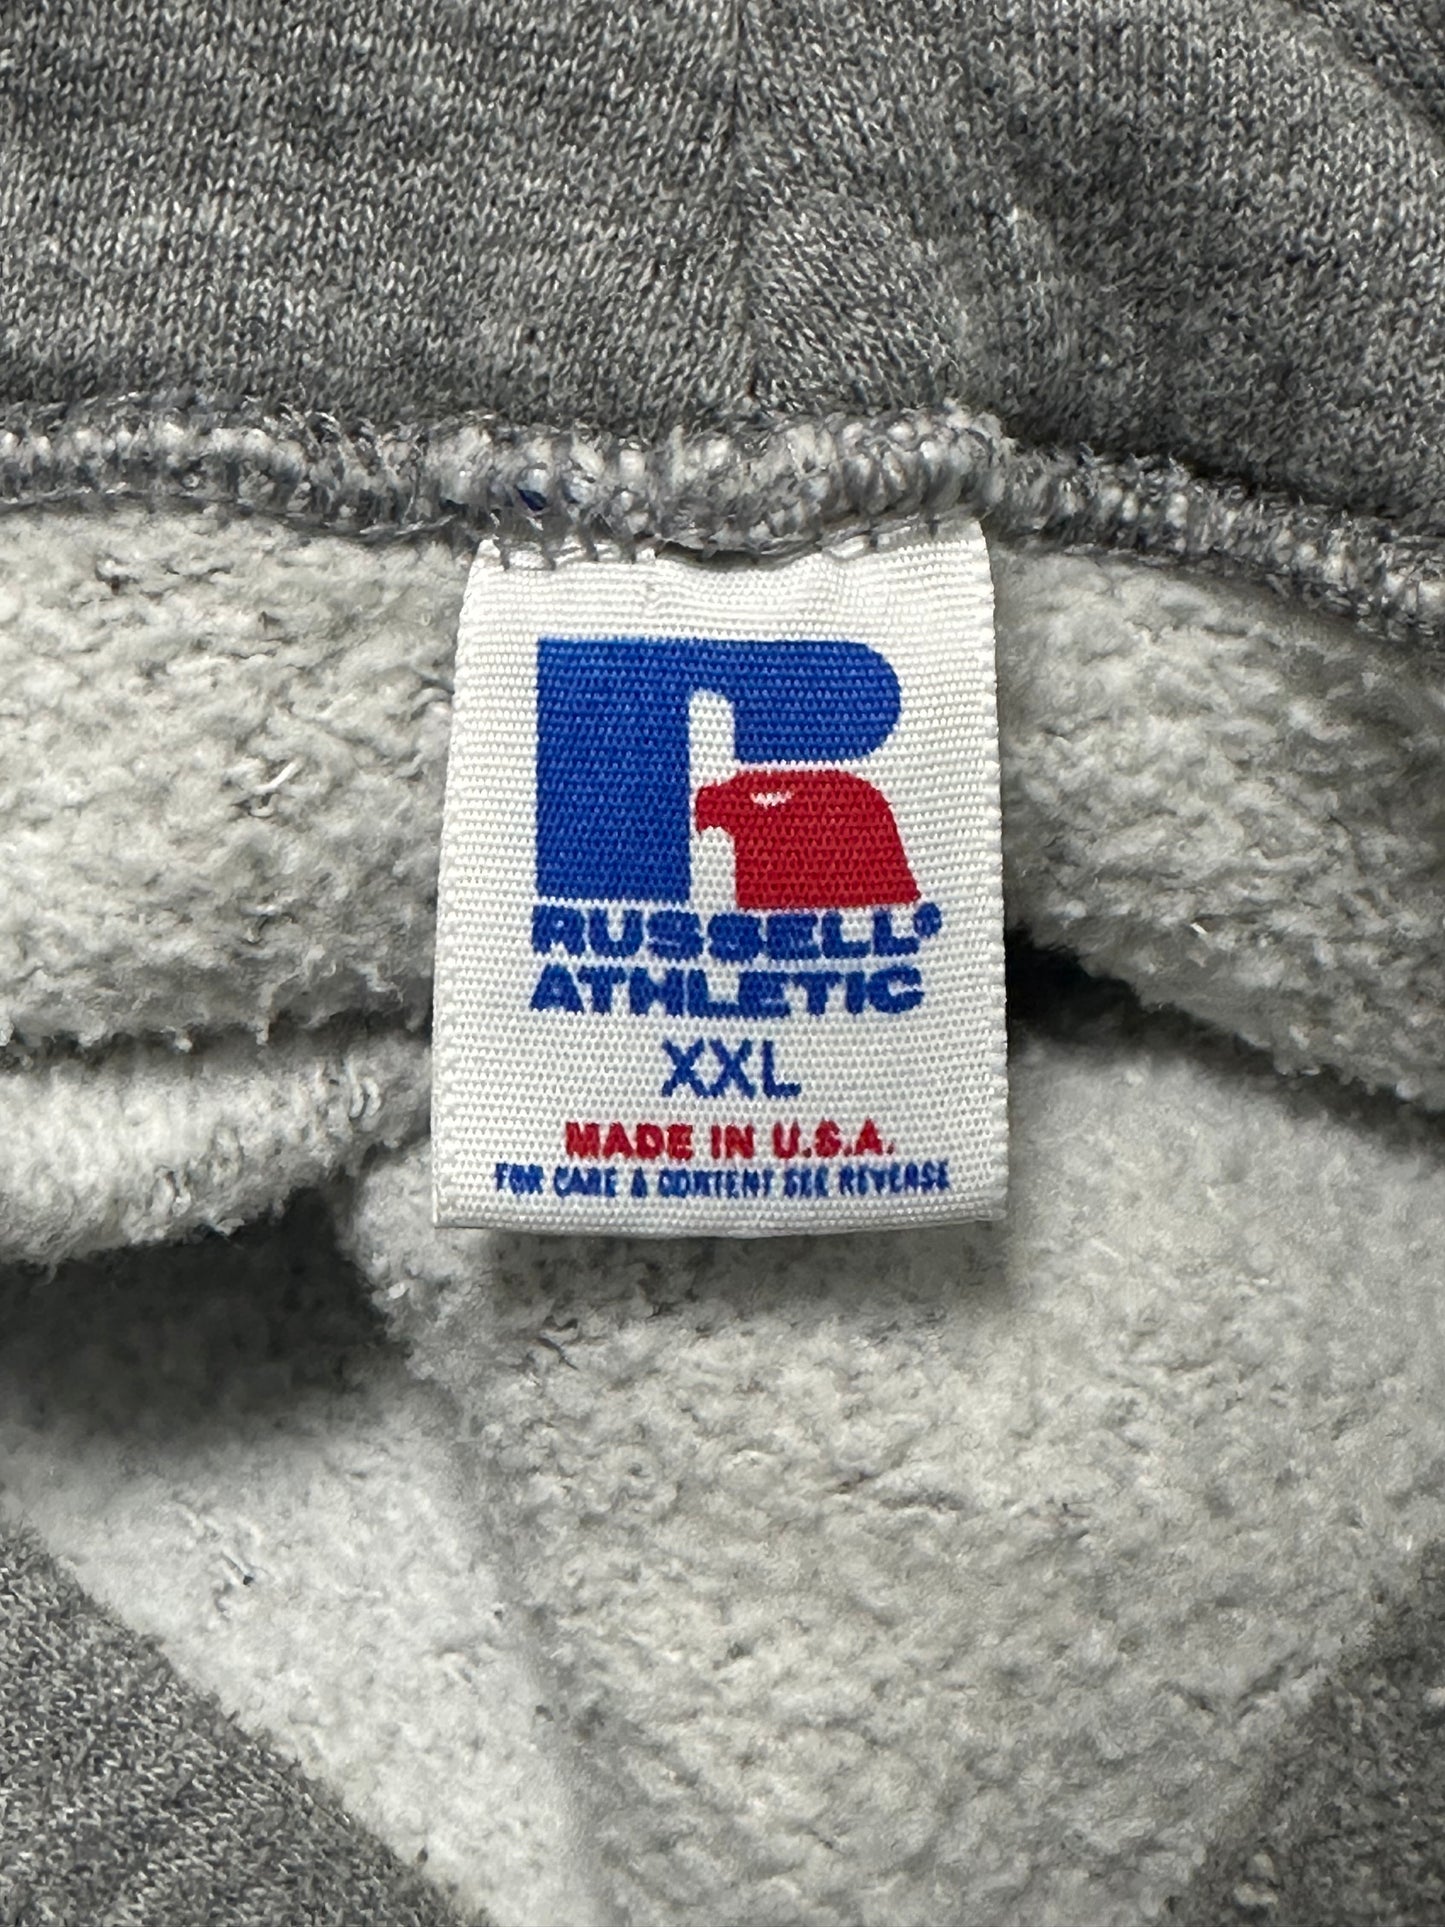 RUSSELL®
ATHLETIC
XXL
MADE IN U.S.A.
FOR CARE & CONTENT SEE REVERSE